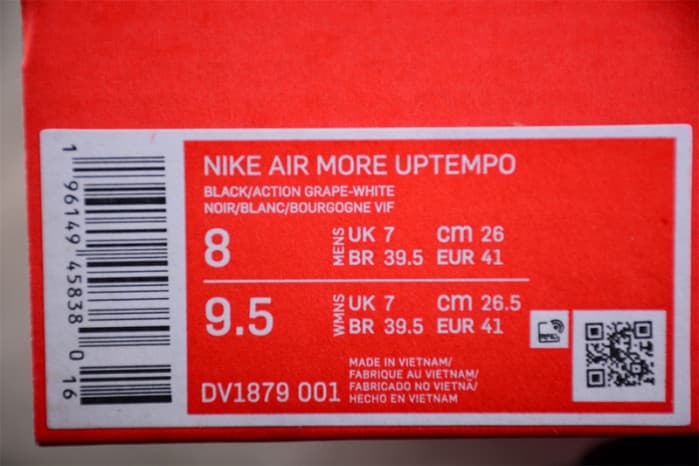 1 96149 45838 0 16
NIKE AIR MORE UPTEMPO
BLACK/ACTION GRAPE-WHITE
NOIR/BLANC/BOURGOGNE VIF
8 MENS UK 7 cm 26
BR 39.5 EUR 41
9.5 WMNS UK 7 cm 26.5
BR 39.5 EUR 41
MADE IN VIETNAM/
FABRIQUE AU VIETNAM/
FABRICADO NO VIETNÃ/
HECHO EN VIETNAM
DV1879 001